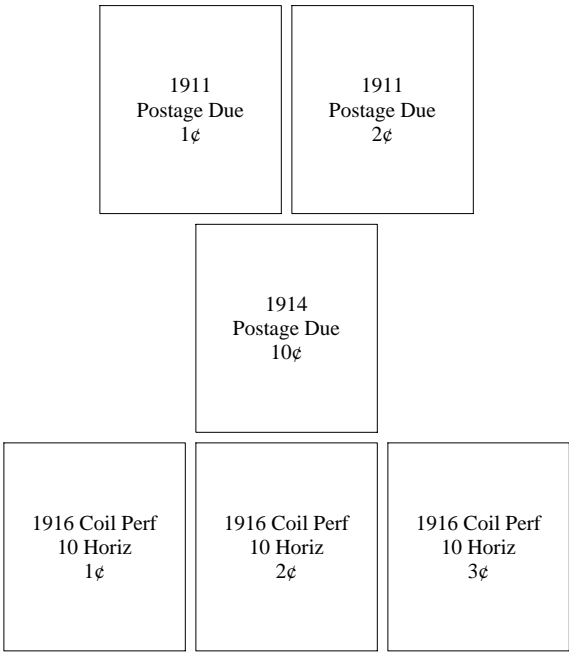 1911
Postage Due
1¢
1911
Postage Due
2¢
1914
Postage Due
10¢
1916 Coil Perf
10 Horiz
1¢
1916 Coil Perf
10 Horiz
2¢
1916 Coil Perf
10 Horiz
3¢